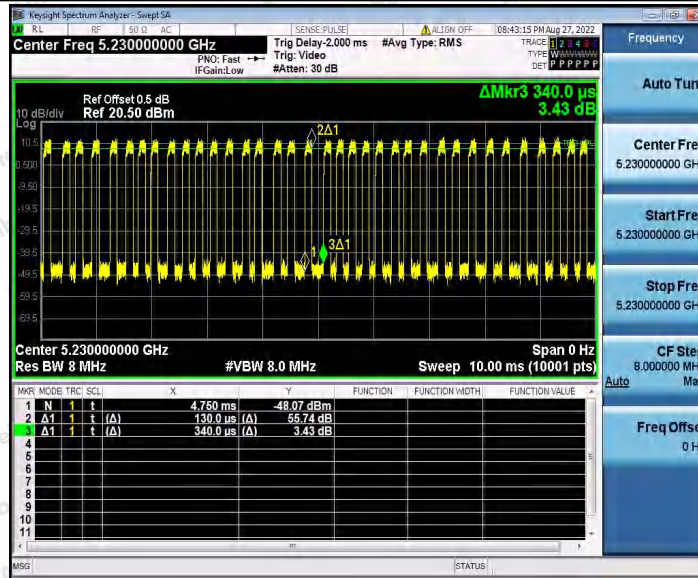 Keysight Spectrum Analyzer - Swept SA
RL RF 50 Ω AC SENSE:PULSE ALIGN OFF 08:43:15 PM Aug 27, 2022
Center Freq 5.230000000 GHz
PNO: Fast
IFGain:Low
Trig Delay-2.000 ms
Trig: Video
#Atten: 30 dB
#Avg Type: RMS
TRACE 1 2 3 4 5 6
TYPE WWWWWW
DET P P P P P P
Frequency
Auto Tun
Center Fre
5.230000000 GH
Start Fre
5.230000000 GH
Stop Fre
5.230000000 GH
CF Ste
8.000000 MH
Auto Ma
Freq Offse
0 H
ΔMkr3 340.0 µs
3.43 dB
Ref Offset 0.5 dB
10 dB/div Ref 20.50 dBm
Log
10.5
0.500
-9.50
-19.5
-29.5
-39.5
-49.5
-59.5
-69.5
2Δ1
1
3Δ1
Center 5.230000000 GHz Span 0 Hz
Res BW 8 MHz #VBW 8.0 MHz Sweep 10.00 ms (10001 pts)
MKR MODE TRC SCL X Y FUNCTION FUNCTION WIDTH FUNCTION VALUE
1 N 1 t 4.750 ms -48.07 dBm
2 Δ1 1 t (Δ) 130.0 µs (Δ) 55.74 dB
3 Δ1 1 t (Δ) 340.0 µs (Δ) 3.43 dB
4
5
6
7
8
9
10
11
MSG STATUS